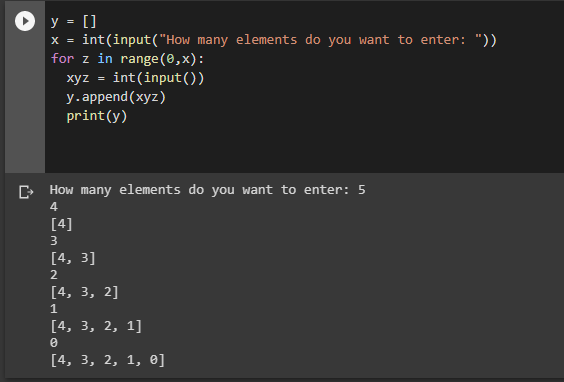 y = []
x = int(input("How many elements do you want to enter: "))
for z in range(0,x):
  xyz = int(input())
  y.append(xyz)
  print(y)
How many elements do you want to enter: 5
4
[4]
3
[4, 3]
2
[4, 3, 2]
1
[4, 3, 2, 1]
0
[4, 3, 2, 1, 0]